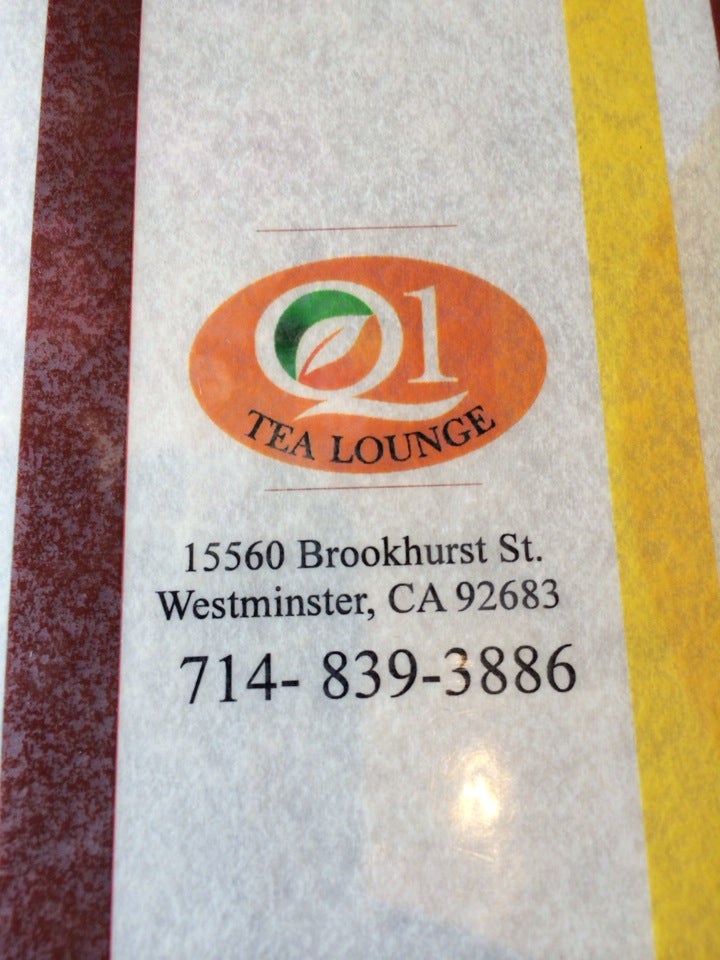 Q1
TEA LOUNGE
15560 Brookhurst St.
Westminster, CA 92683
714- 839-3886